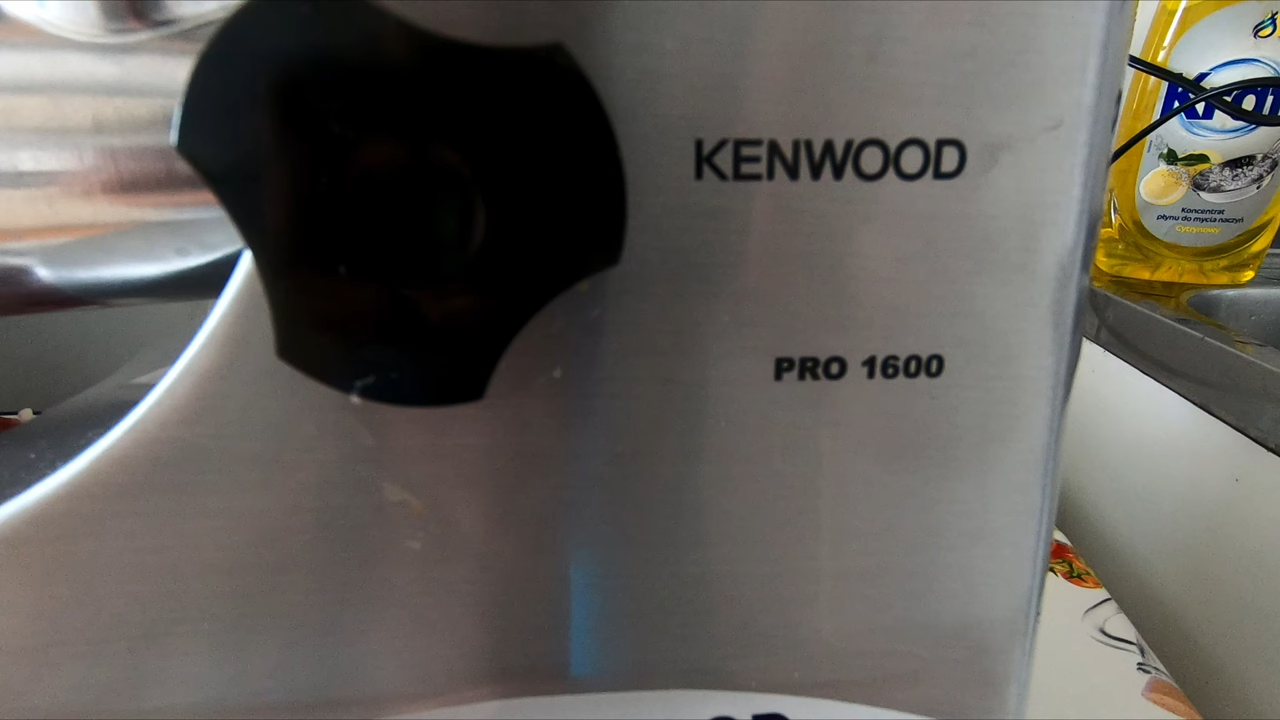 KENWOOD
PRO 1600
Koncentrat
płynu do mycia naczyń
Cytrynowy